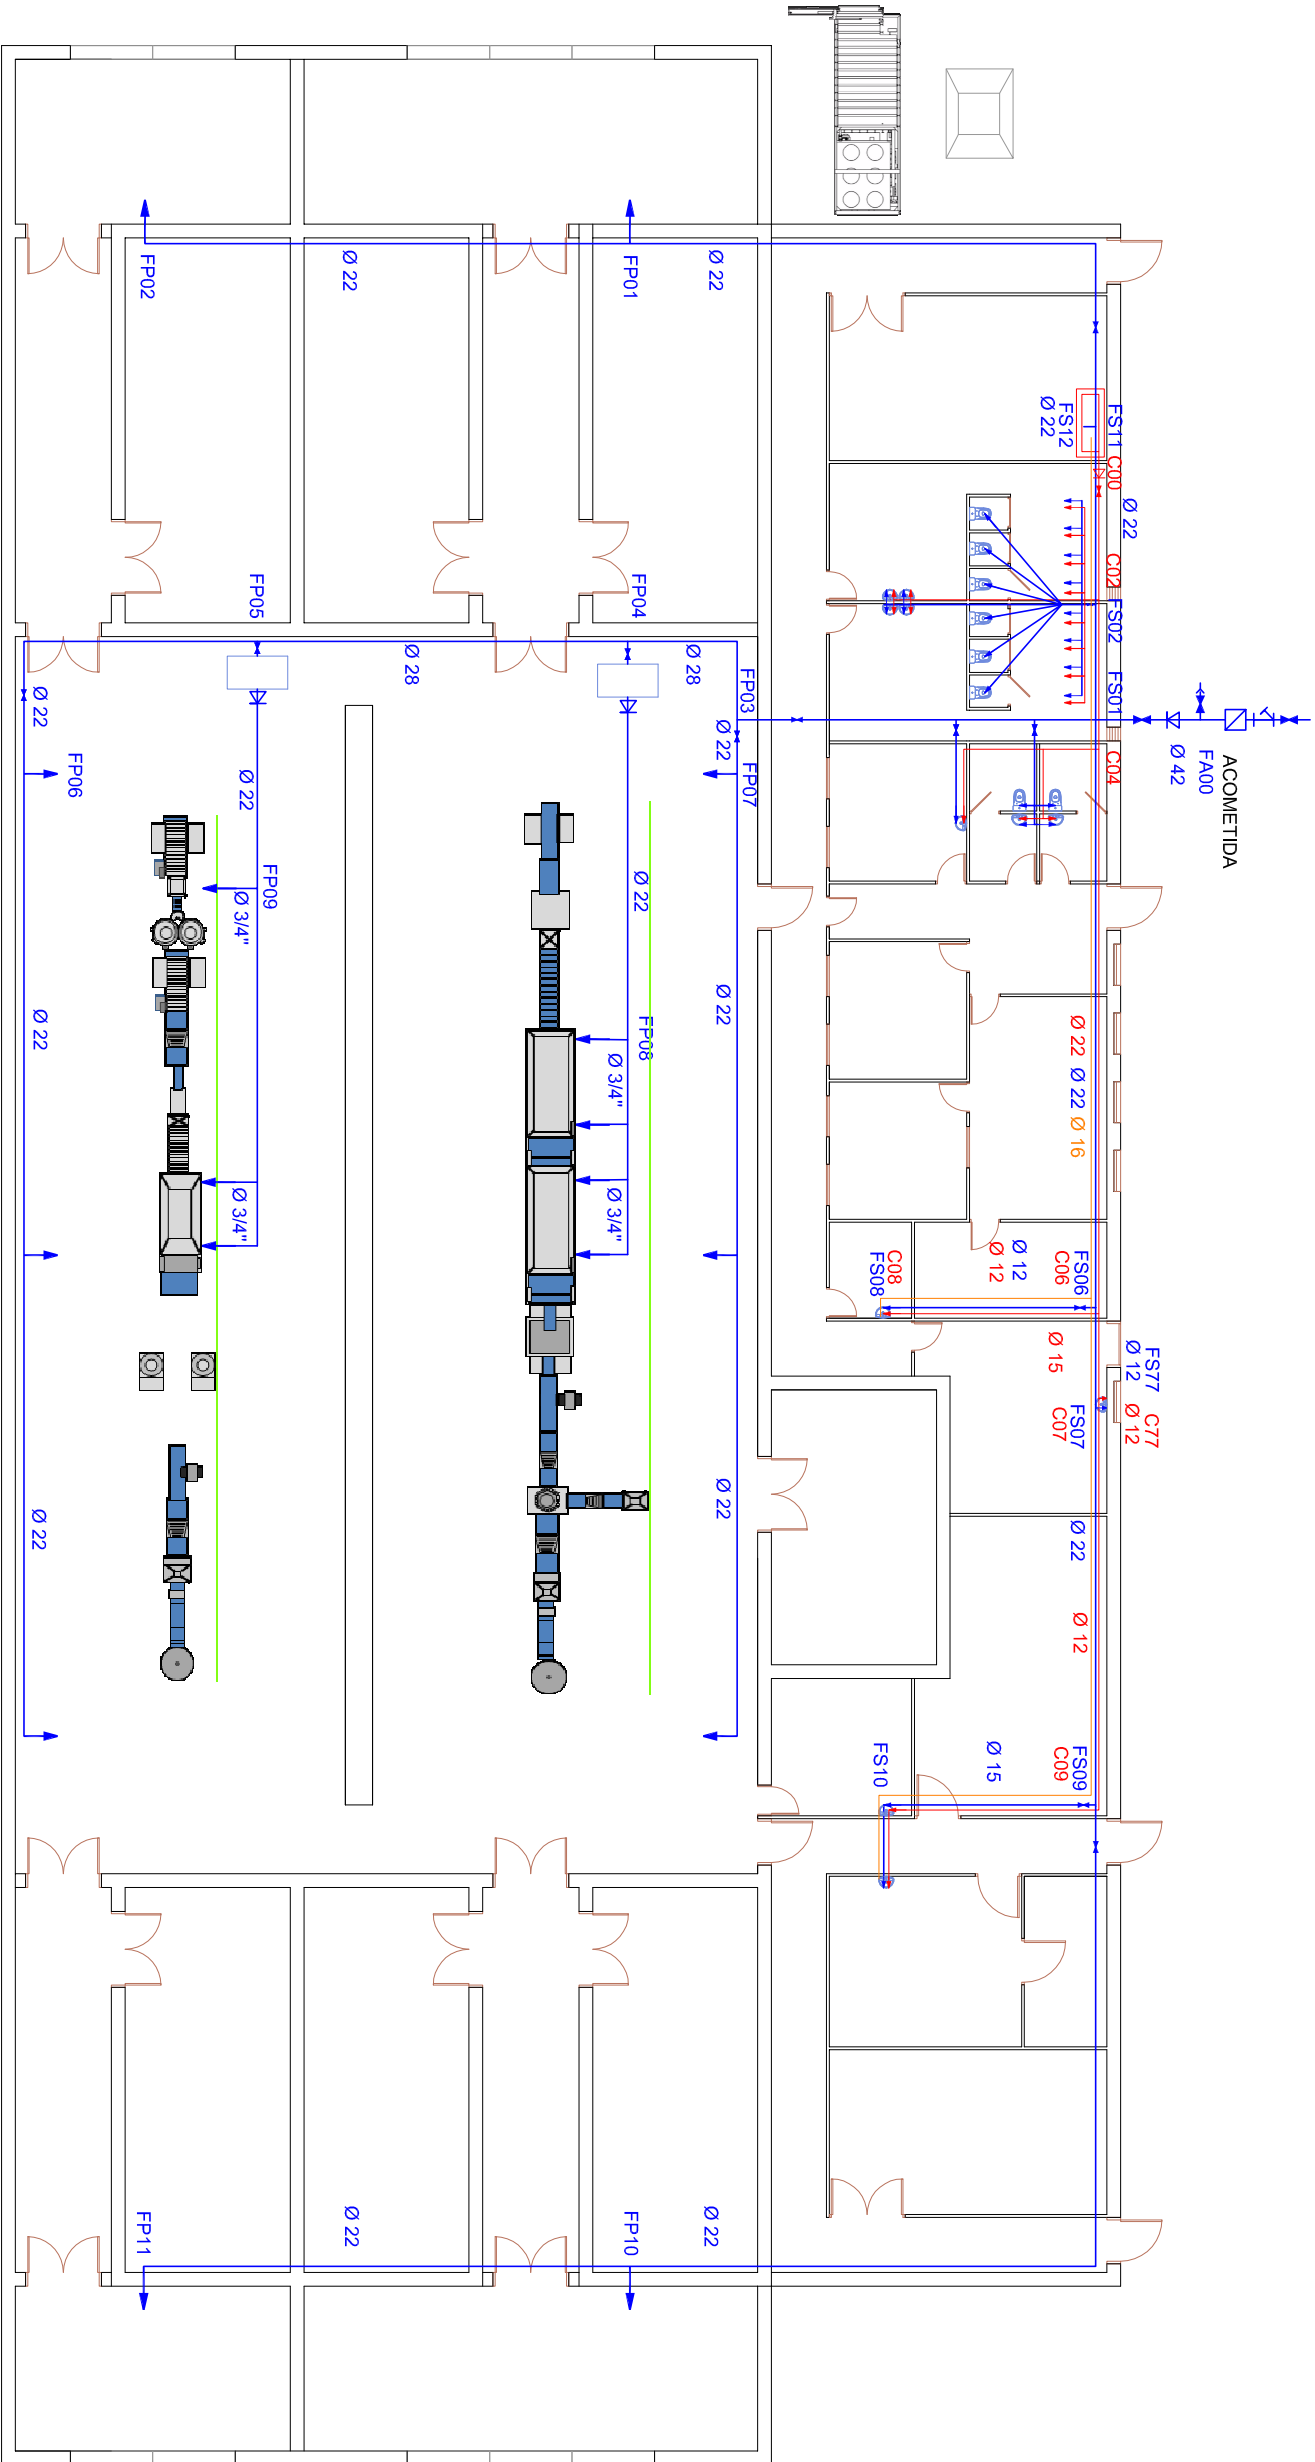 FP02
Ø 22
FP01
Ø 22
FS11
FS12
Ø 22
C00
Ø 22
C02
FS02
FS01
C04
FA00
Ø 42
ACOMETIDA
FP05
FP04
Ø 28
Ø 28
FP03
Ø 22
FP07
Ø 22
FP06
Ø 22
FP09
Ø 3/4"
Ø 22
FP08
Ø 3/4"
Ø 3/4"
Ø 3/4"
Ø 22
Ø 22
Ø 22
Ø 22
Ø 16
Ø 22
Ø 12
Ø 12
FS06
C06
C08
FS08
Ø 15
FS77
Ø 12
C77
Ø 12
FS07
C07
Ø 22
Ø 22
Ø 22
Ø 12
FS09
C09
Ø 15
FS10
FP11
Ø 22
FP10
Ø 22